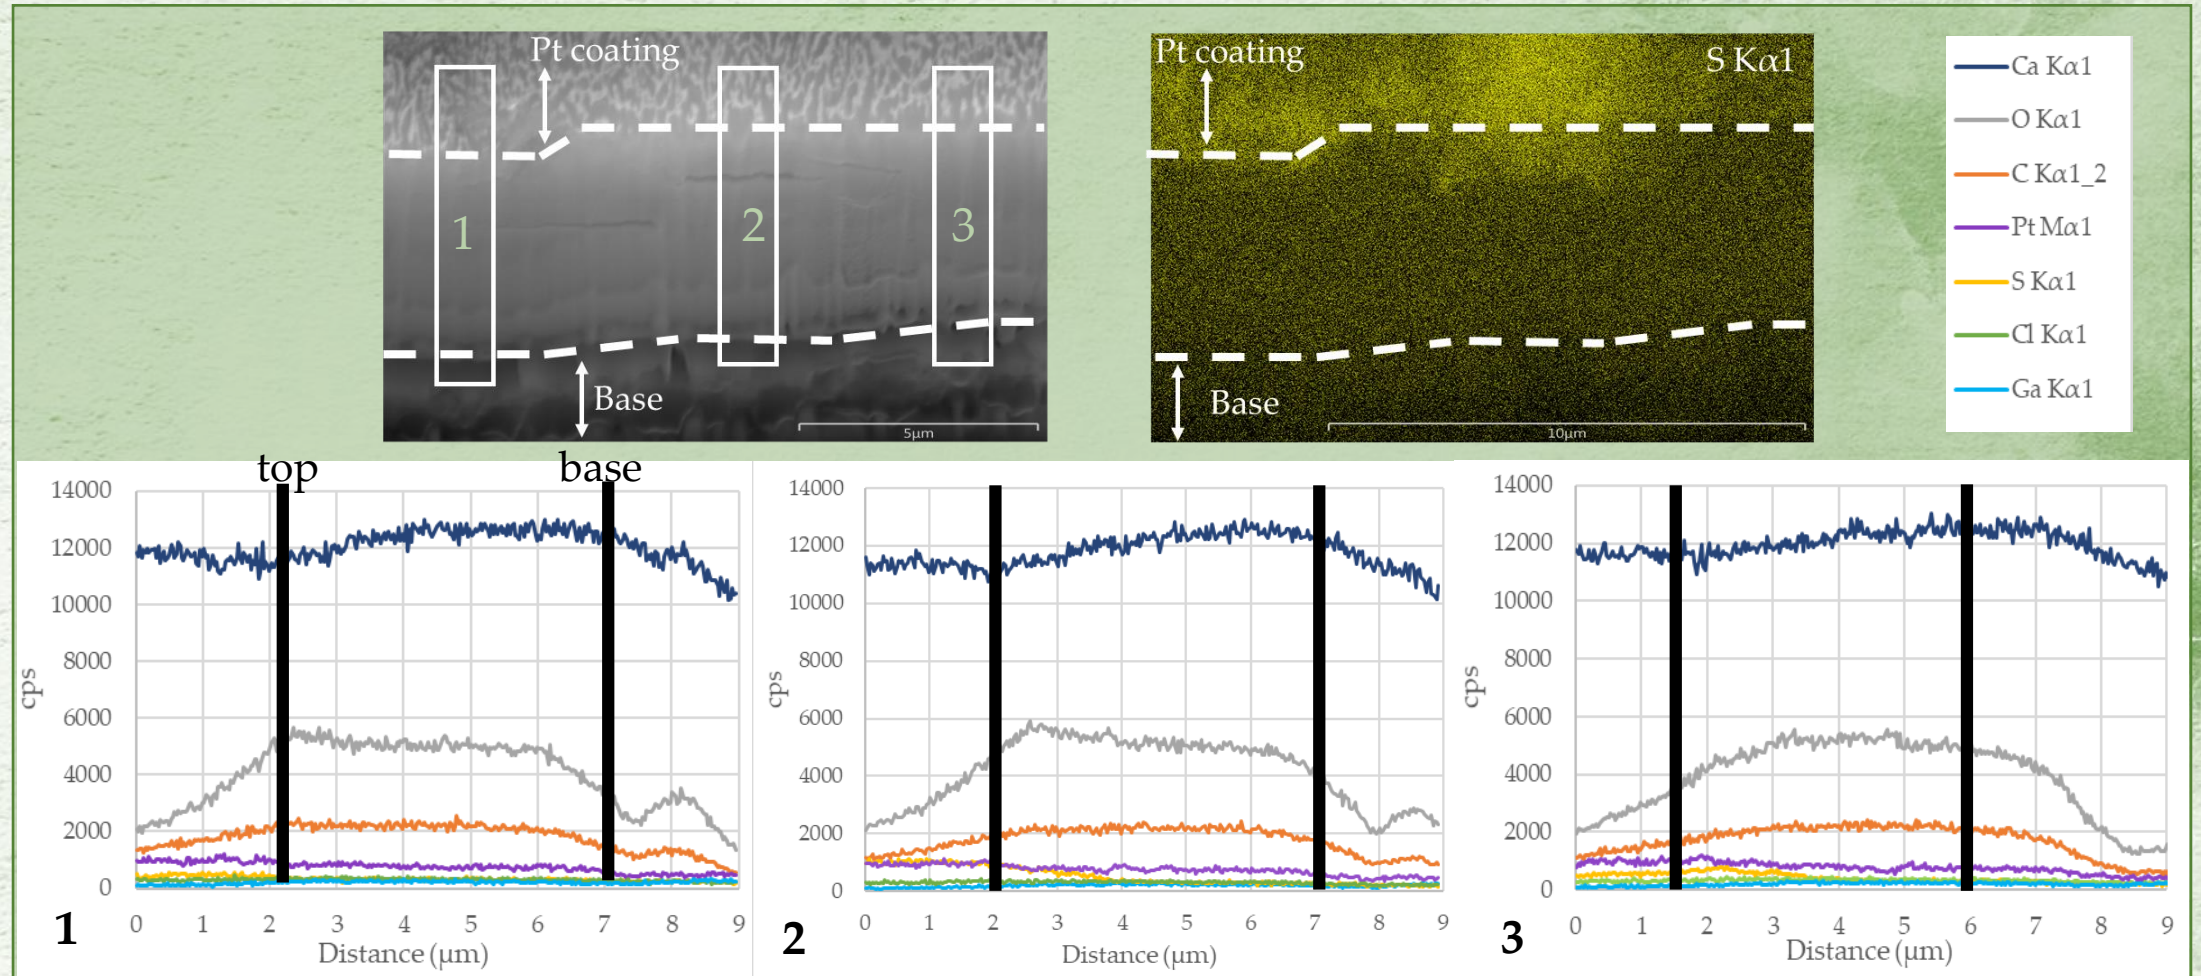 Pt coating
1
2
3
Base
5μm
Pt coating
S Kα1
Base
10μm
Ca Kα1
O Kα1
C Kα1_2
Pt Mα1
S Kα1
Cl Kα1
Ga Kα1
top
base
14000
12000
10000
8000
6000
4000
2000
0
cps
0 1 2 3 4 5 6 7 8 9
Distance (μm)
1
14000
12000
10000
8000
6000
4000
2000
0
cps
0 1 2 3 4 5 6 7 8 9
Distance (μm)
2
14000
12000
10000
8000
6000
4000
2000
0
cps
0 1 2 3 4 5 6 7 8 9
Distance (μm)
3